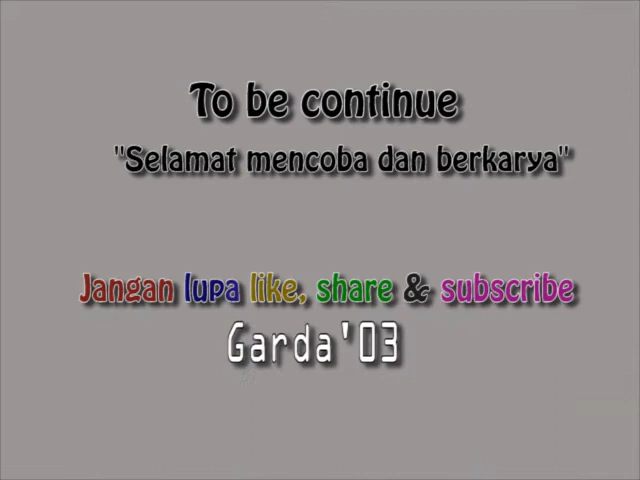 To be continue
"Selamat mencoba dan berkarya"
Jangan lupa like, share & subscribe
Garda'03